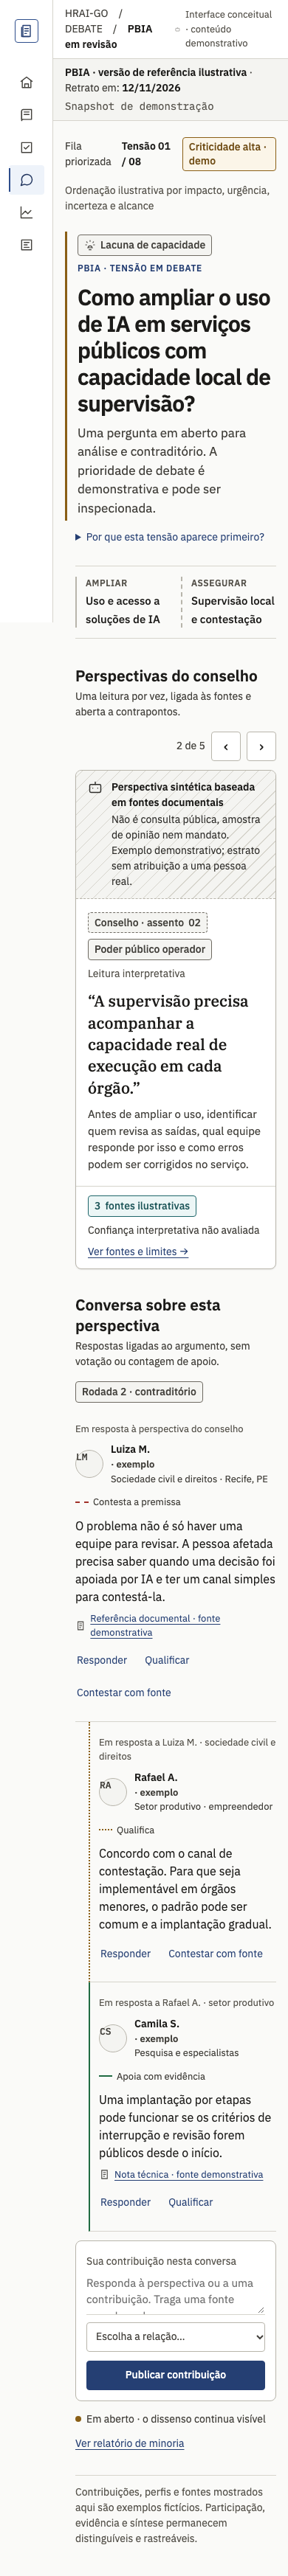 HRAI-GO /
DEBATE / PBIA
em revisão
Interface conceitual
· conteúdo
demonstrativo
PBIA · versão de referência ilustrativa ·
Retrato em: 12/11/2026
Snapshot de demonstração
Fila priorizada
Tensão 01 / 08
Criticidade alta · demo
Ordenação ilustrativa por impacto, urgência,
incerteza e alcance
Lacuna de capacidade
PBIA · TENSÃO EM DEBATE
Como ampliar o uso
de IA em serviços
públicos com
capacidade local de
supervisão?
Uma pergunta em aberto para
análise e contraditório. A
prioridade de debate é
demonstrativa e pode ser
inspecionada.
▶ Por que esta tensão aparece primeiro?
AMPLIAR
Uso e acesso a
soluções de IA
ASSEGURAR
Supervisão local
e contestação
Perspectivas do conselho
Uma leitura por vez, ligada às fontes e
aberta a contrapontos.
2 de 5 ‹ ›
Perspectiva sintética baseada
em fontes documentais
Não é consulta pública, amostra
de opinião nem mandato.
Exemplo demonstrativo; estrato
sem atribuição a uma pessoa
real.
Conselho · assento 02
Poder público operador
Leitura interpretativa
“A supervisão precisa
acompanhar a
capacidade real de
execução em cada
órgão.”
Antes de ampliar o uso, identificar
quem revisa as saídas, qual equipe
responde por isso e como erros
podem ser corrigidos no serviço.
3 fontes ilustrativas
Confiança interpretativa não avaliada
Ver fontes e limites →
Conversa sobre esta
perspectiva
Respostas ligadas ao argumento, sem
votação ou contagem de apoio.
Rodada 2 · contraditório
Em resposta à perspectiva do conselho
LM
Luiza M.
· exemplo
Sociedade civil e direitos · Recife, PE
Contesta a premissa
O problema não é só haver uma
equipe para revisar. A pessoa afetada
precisa saber quando uma decisão foi
apoiada por IA e ter um canal simples
para contestá-la.
Referência documental · fonte
demonstrativa
Responder Qualificar
Contestar com fonte
Em resposta a Luiza M. · sociedade civil e
direitos
RA
Rafael A.
· exemplo
Setor produtivo · empreendedor
Qualifica
Concordo com o canal de
contestação. Para que seja
implementável em órgãos
menores, o padrão pode ser
comum e a implantação gradual.
Responder Contestar com fonte
Em resposta a Rafael A. · setor produtivo
CS
Camila S.
· exemplo
Pesquisa e especialistas
Apoia com evidência
Uma implantação por etapas
pode funcionar se os critérios de
interrupção e revisão forem
públicos desde o início.
Nota técnica · fonte demonstrativa
Responder Qualificar
Sua contribuição nesta conversa
Responda à perspectiva ou a uma
contribuição. Traga uma fonte
Escolha a relação...
Publicar contribuição
Em aberto · o dissenso continua visível
Ver relatório de minoria
Contribuições, perfis e fontes mostrados
aqui são exemplos fictícios. Participação,
evidência e síntese permanecem
distinguíveis e rastreáveis.